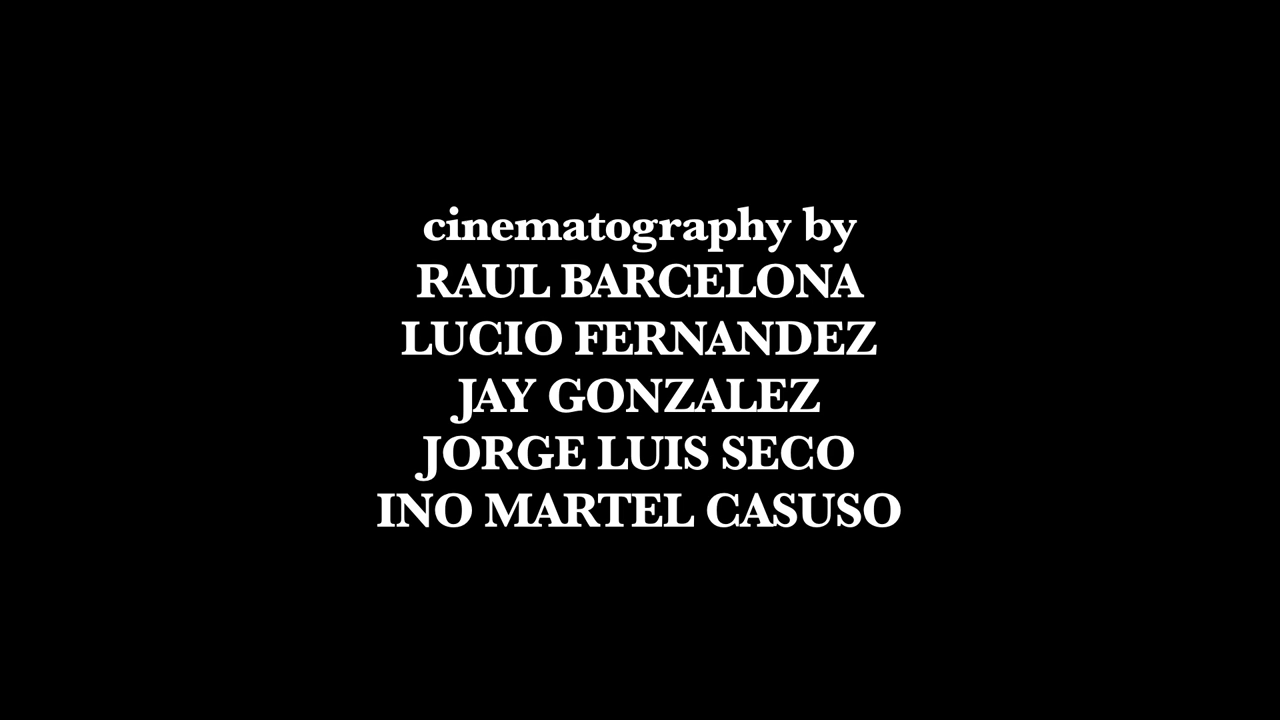 cinematography by
RAUL BARCELONA
LUCIO FERNANDEZ
JAY GONZALEZ
JORGE LUIS SECO
INO MARTEL CASUSO